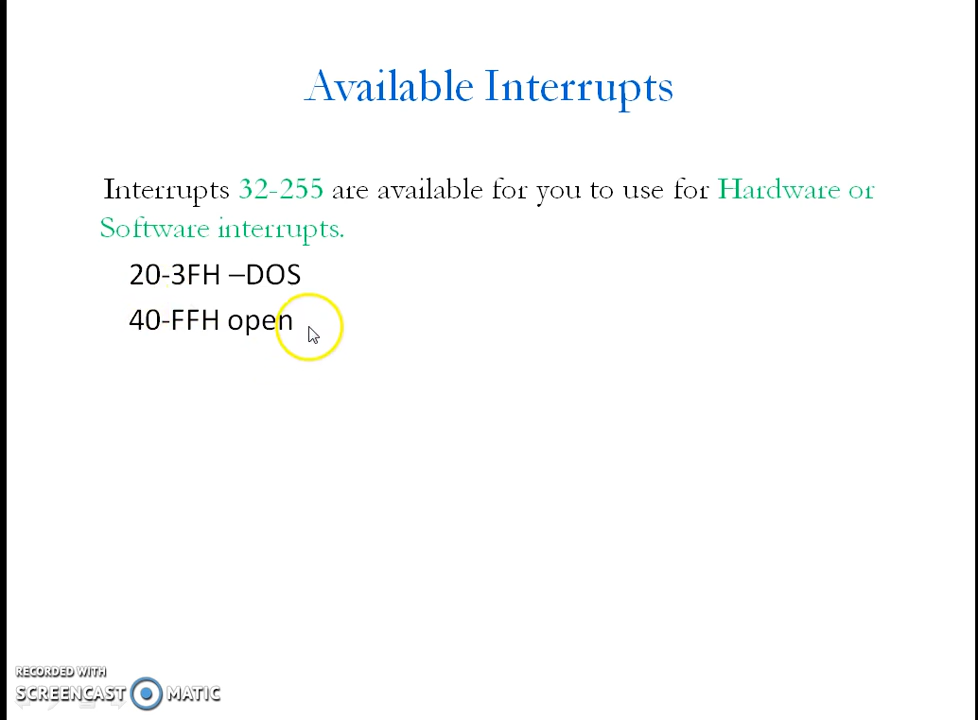 Available Interrupts
Interrupts 32-255 are available for you to use for Hardware or
Software interrupts.
20-3FH –DOS
40-FFH open
RECORDED WITH
SCREENCAST MATIC